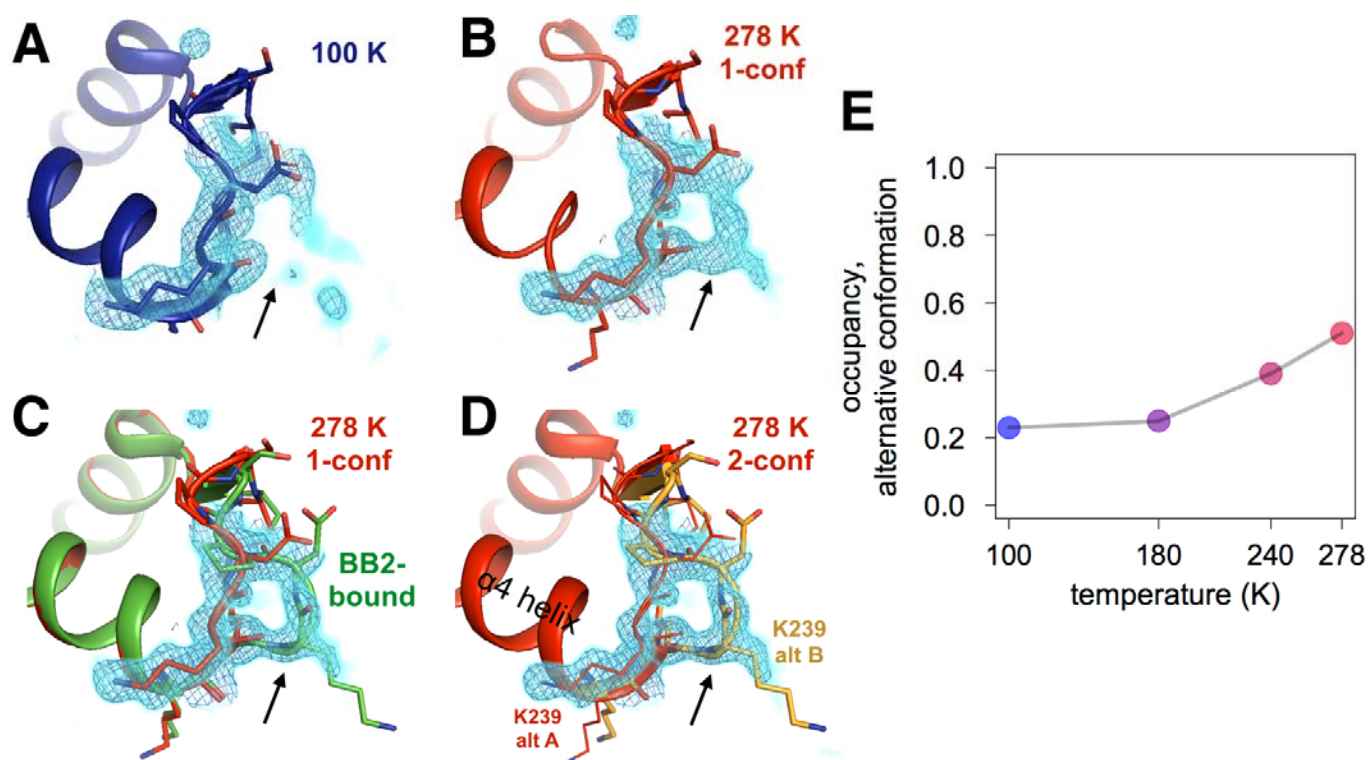 A
100 K
B
278 K
1-conf
C
278 K
1-conf
BB2-
bound
D
278 K
2-conf
α4 helix
K239
alt B
K239
alt A
E
occupancy,
alternative conformation
1.0
0.8
0.6
0.4
0.2
0.0
100
180
240
278
temperature (K)